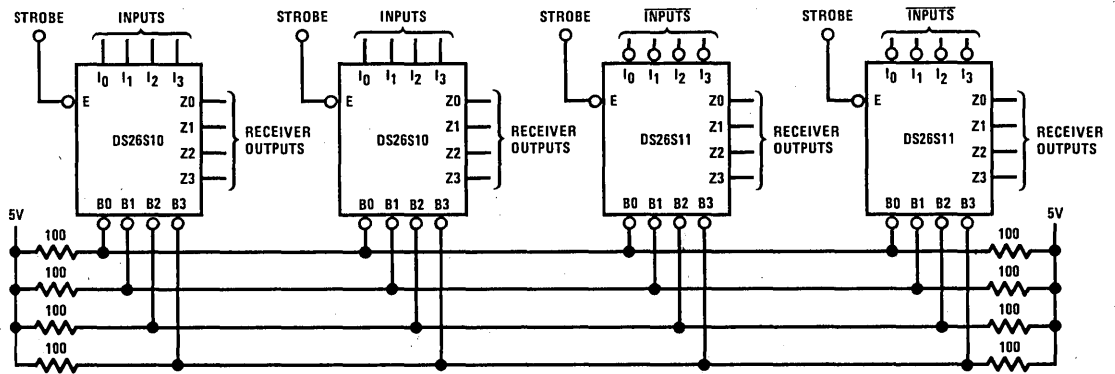 STROBE INPUTS STROBE INPUTS STROBE INPUTS STROBE INPUTS
I0 I1 I2 I3 I0 I1 I2 I3 I0 I1 I2 I3 I0 I1 I2 I3
E Z0 E Z0 E Z0 E Z0
Z1 Z1 Z1 Z1
DS26S10 RECEIVER OUTPUTS DS26S10 RECEIVER OUTPUTS DS26S11 RECEIVER OUTPUTS DS26S11 RECEIVER OUTPUTS
Z2 Z2 Z2 Z2
Z3 Z3 Z3 Z3
B0 B1 B2 B3 B0 B1 B2 B3 B0 B1 B2 B3 B0 B1 B2 B3
5V 5V
100 100
100 100
100 100
100 100